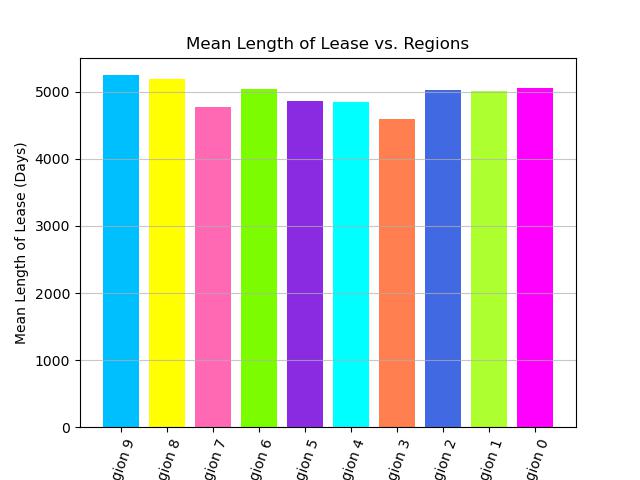 Mean Length of Lease vs. Regions
Mean Length of Lease (Days)
5000
4000
3000
2000
1000
0
gion 9
gion 8
gion 7
gion 6
gion 5
gion 4
gion 3
gion 2
gion 1
gion 0